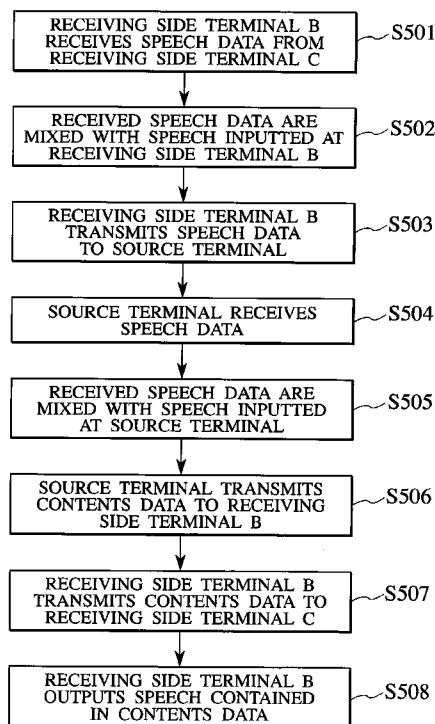 RECEIVING SIDE TERMINAL B
RECEIVES SPEECH DATA FROM
RECEIVING SIDE TERMINAL C
S501
RECEIVED SPEECH DATA ARE
MIXED WITH SPEECH INPUTTED AT
RECEIVING SIDE TERMINAL B
S502
RECEIVING SIDE TERMINAL B
TRANSMITS SPEECH DATA
TO SOURCE TERMINAL
S503
SOURCE TERMINAL RECEIVES
SPEECH DATA
S504
RECEIVED SPEECH DATA ARE
MIXED WITH SPEECH INPUTTED
AT SOURCE TERMINAL
S505
SOURCE TERMINAL TRANSMITS
CONTENTS DATA TO RECEIVING
SIDE TERMINAL B
S506
RECEIVING SIDE TERMINAL B
TRANSMITS CONTENTS DATA TO
RECEIVING SIDE TERMINAL C
S507
RECEIVING SIDE TERMINAL B
OUTPUTS SPEECH CONTAINED
IN CONTENTS DATA
S508